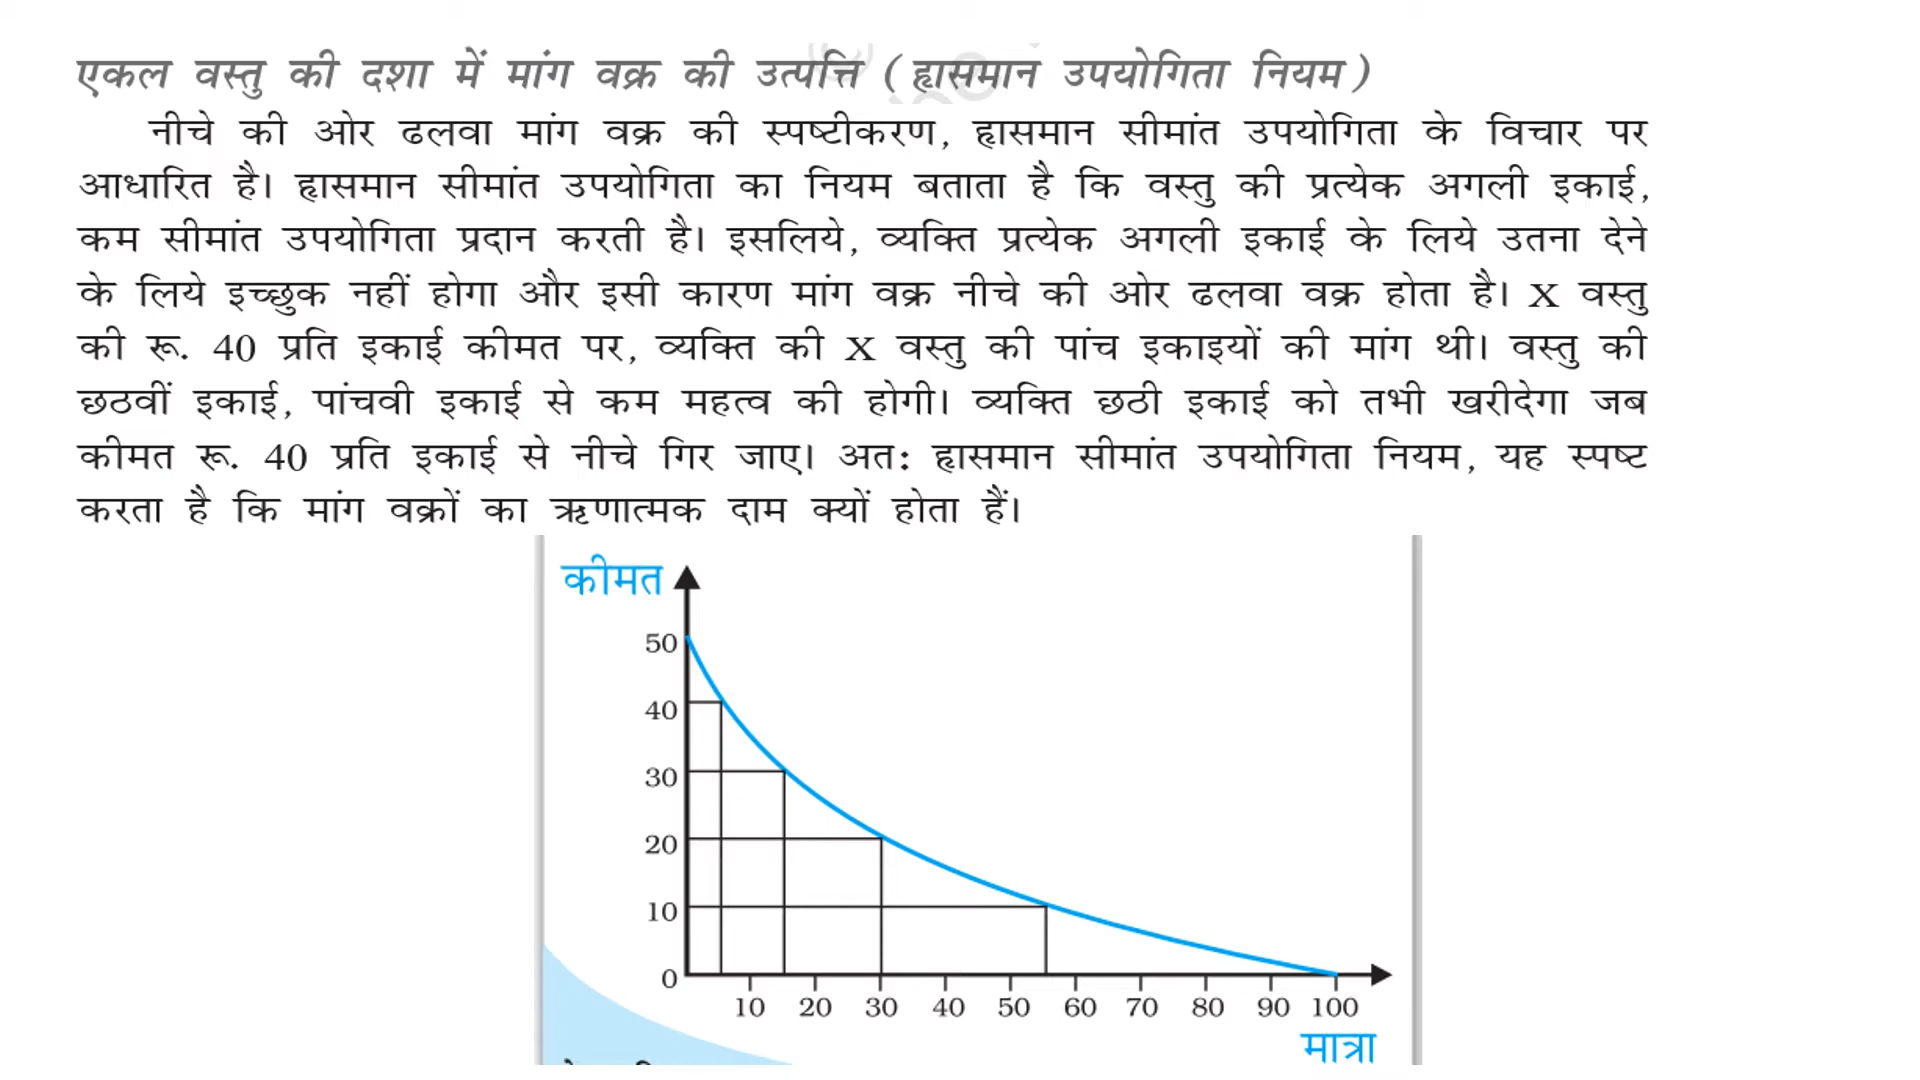 एकल वस्तु की दशा में मांग वक्र की उत्पत्ति (ह्रासमान उपयोगिता नियम)
नीचे की ओर ढलवा मांग वक्र की स्पष्टीकरण, ह्रासमान सीमांत उपयोगिता के विचार पर
आधारित है। ह्रासमान सीमांत उपयोगिता का नियम बताता है कि वस्तु की प्रत्येक अगली इकाई,
कम सीमांत उपयोगिता प्रदान करती है। इसलिये, व्यक्ति प्रत्येक अगली इकाई के लिये उतना देने
के लिये इच्छुक नहीं होगा और इसी कारण मांग वक्र नीचे की ओर ढलवा वक्र होता है। X वस्तु
की रू. 40 प्रति इकाई कीमत पर, व्यक्ति की X वस्तु की पांच इकाइयों की मांग थी। वस्तु की
छठवीं इकाई, पांचवी इकाई से कम महत्व की होगी। व्यक्ति छठी इकाई को तभी खरीदेगा जब
कीमत रू. 40 प्रति इकाई से नीचे गिर जाए। अतः ह्रासमान सीमांत उपयोगिता नियम, यह स्पष्ट
करता है कि मांग वक्रों का ऋणात्मक दाम क्यों होता हैं।
कीमत
50
40
30
20
10
0
10 20 30 40 50 60 70 80 90 100
मात्रा